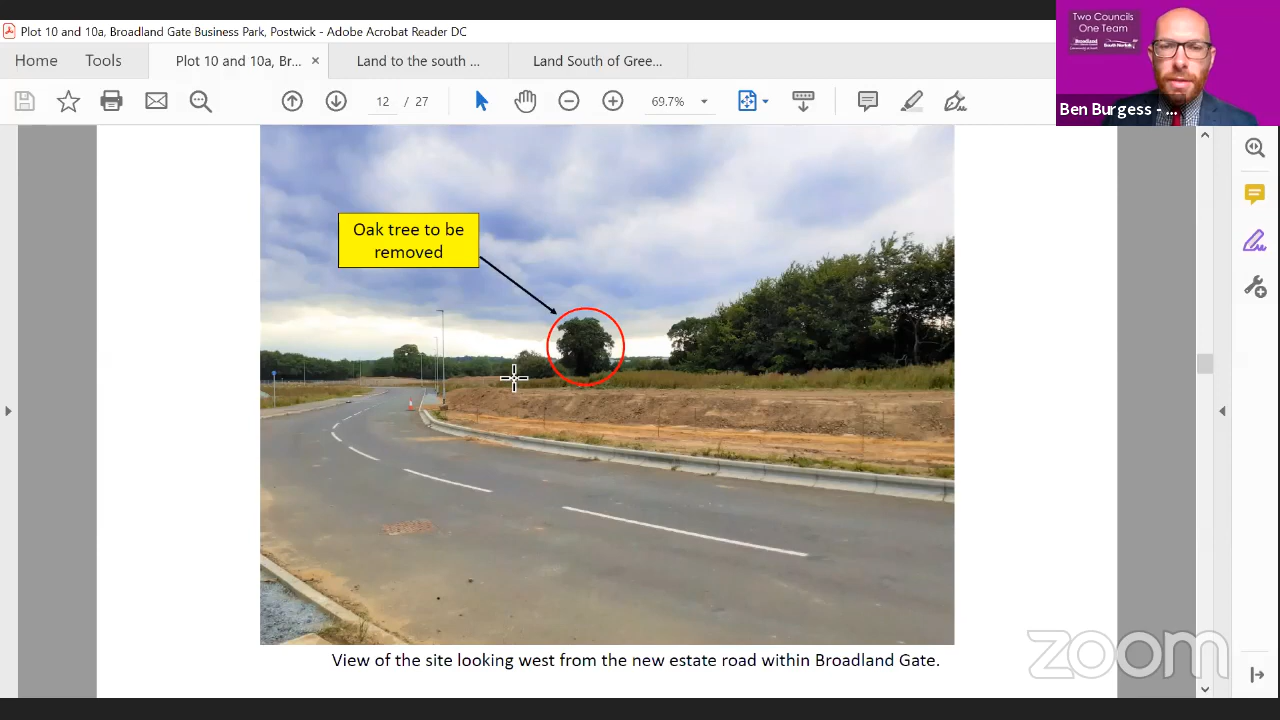 Plot 10 and 10a, Broadland Gate Business Park, Postwick - Adobe Acrobat Reader DC
Two Councils
One Team
Broadland
South Norfolk
Home
Tools
Plot 10 and 10a, Br...
×
Land to the south ...
Land South of Gree...
12 / 27
69.7%
Ben Burgess - ...
Oak tree to be
removed
View of the site looking west from the new estate road within Broadland Gate.
zoom